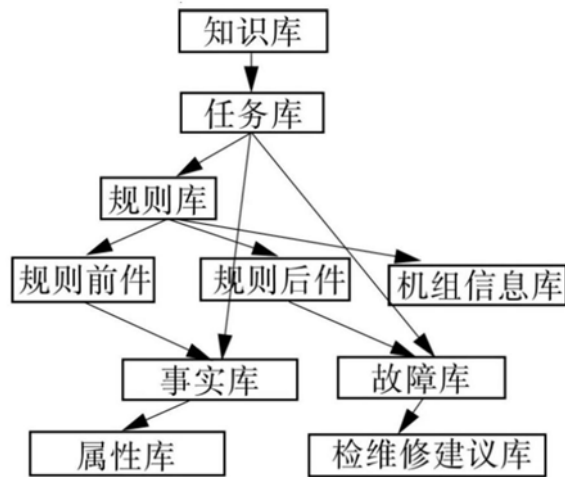 知识库
任务库
规则库
规则前件
规则后件
机组信息库
事实库
故障库
属性库
检维修建议库